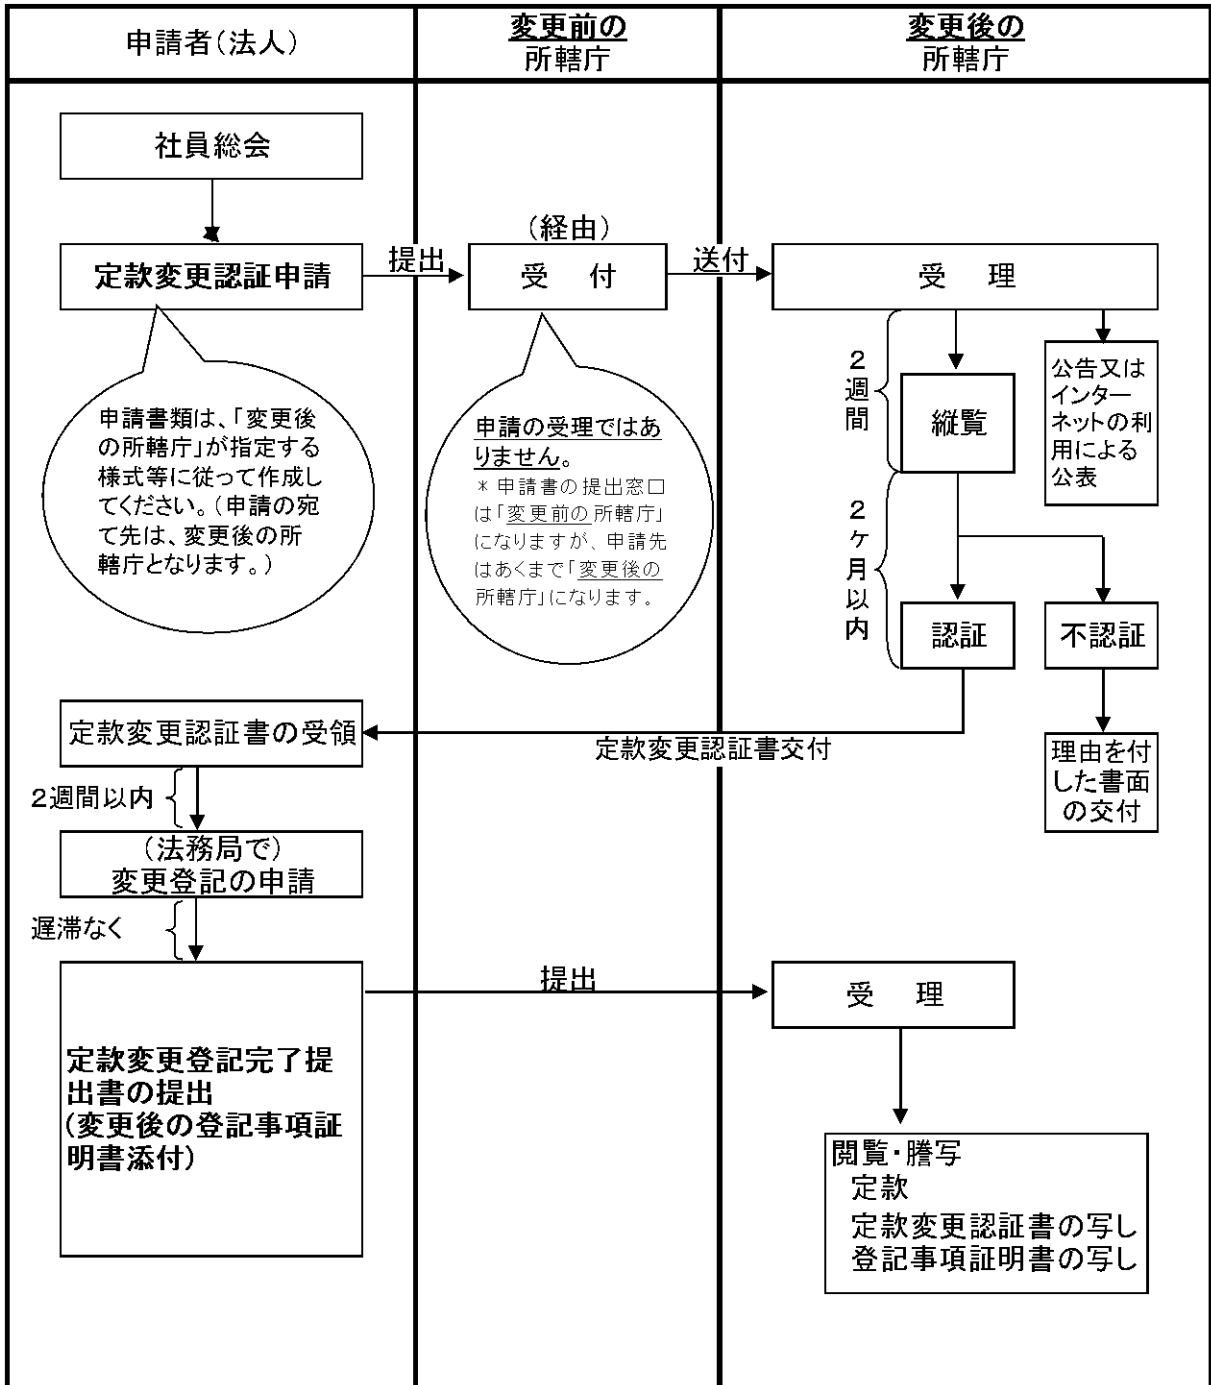 申請者（法人）
変更前の
所轄庁
変更後の
所轄庁
社員総会
（経由）
定款変更認証申請
提出
受　付
送付
受　理
申請書類は、「変更後
の所轄庁」が指定する
様式等に従って作成し
てください。（申請の宛
て先は、変更後の所
轄庁となります。）
申請の受理ではあ
りません。
＊申請書の提出窓口
は「変更前の所轄庁」
になりますが、申請先
はあくまで「変更後の
所轄庁」になります。
２
週
間
縦覧
公告又は
インター
ネットの利
用による
公表
２
ケ
月
以
内
認証
不認証
定款変更認証書の受領
定款変更認証書交付
理由を付
した書面
の交付
２週間以内
（法務局で）
変更登記の申請
遅滞なく
定款変更登記完了提
出書の提出
（変更後の登記事項証
明書添付）
提出
受　理
閲覧・謄写
定款
定款変更認証書の写し
登記事項証明書の写し